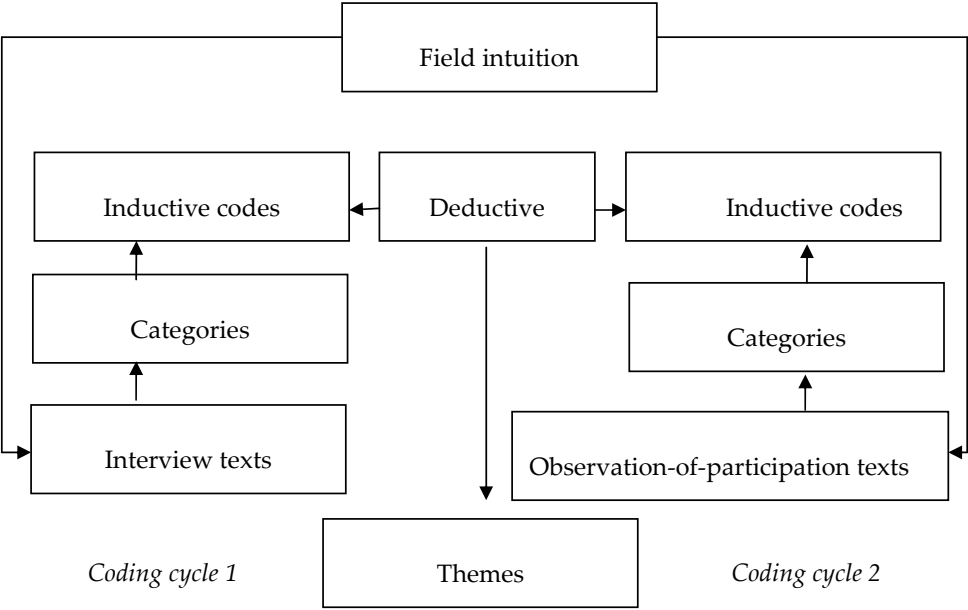 Field intuition
Inductive codes
Deductive
Inductive codes
Categories
Categories
Interview texts
Observation-of-participation texts
Coding cycle 1
Themes
Coding cycle 2